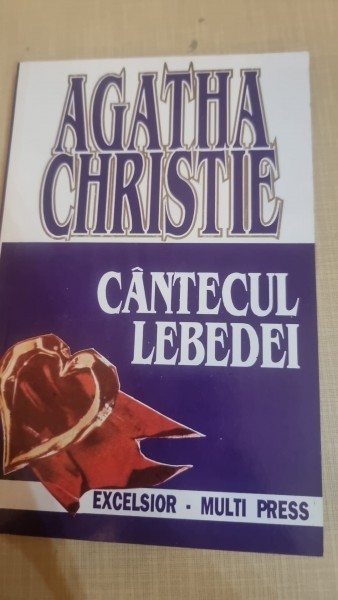 AGATHA
CHRISTIE
CÂNTECUL
LEBEDEI
EXCELSIOR - MULTI PRESS